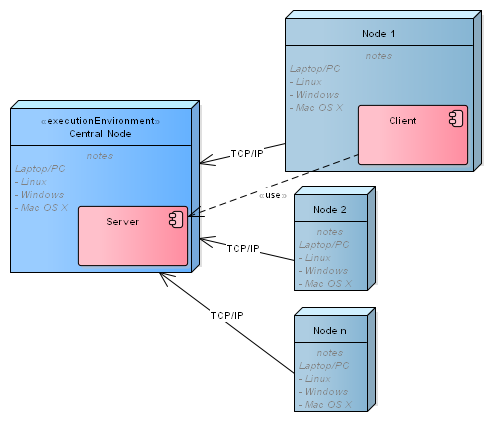 Node 1
notes
Laptop/PC
- Linux
- Windows
- Mac OS X
Client
«executionEnvironment»
Central Node
notes
Laptop/PC
- Linux
- Windows
- Mac OS X
Server
TCP/IP
«use»
Node 2
notes
Laptop/PC
- Linux
- Windows
- Mac OS X
TCP/IP
Node n
notes
Laptop/PC
- Linux
- Windows
- Mac OS X
TCP/IP